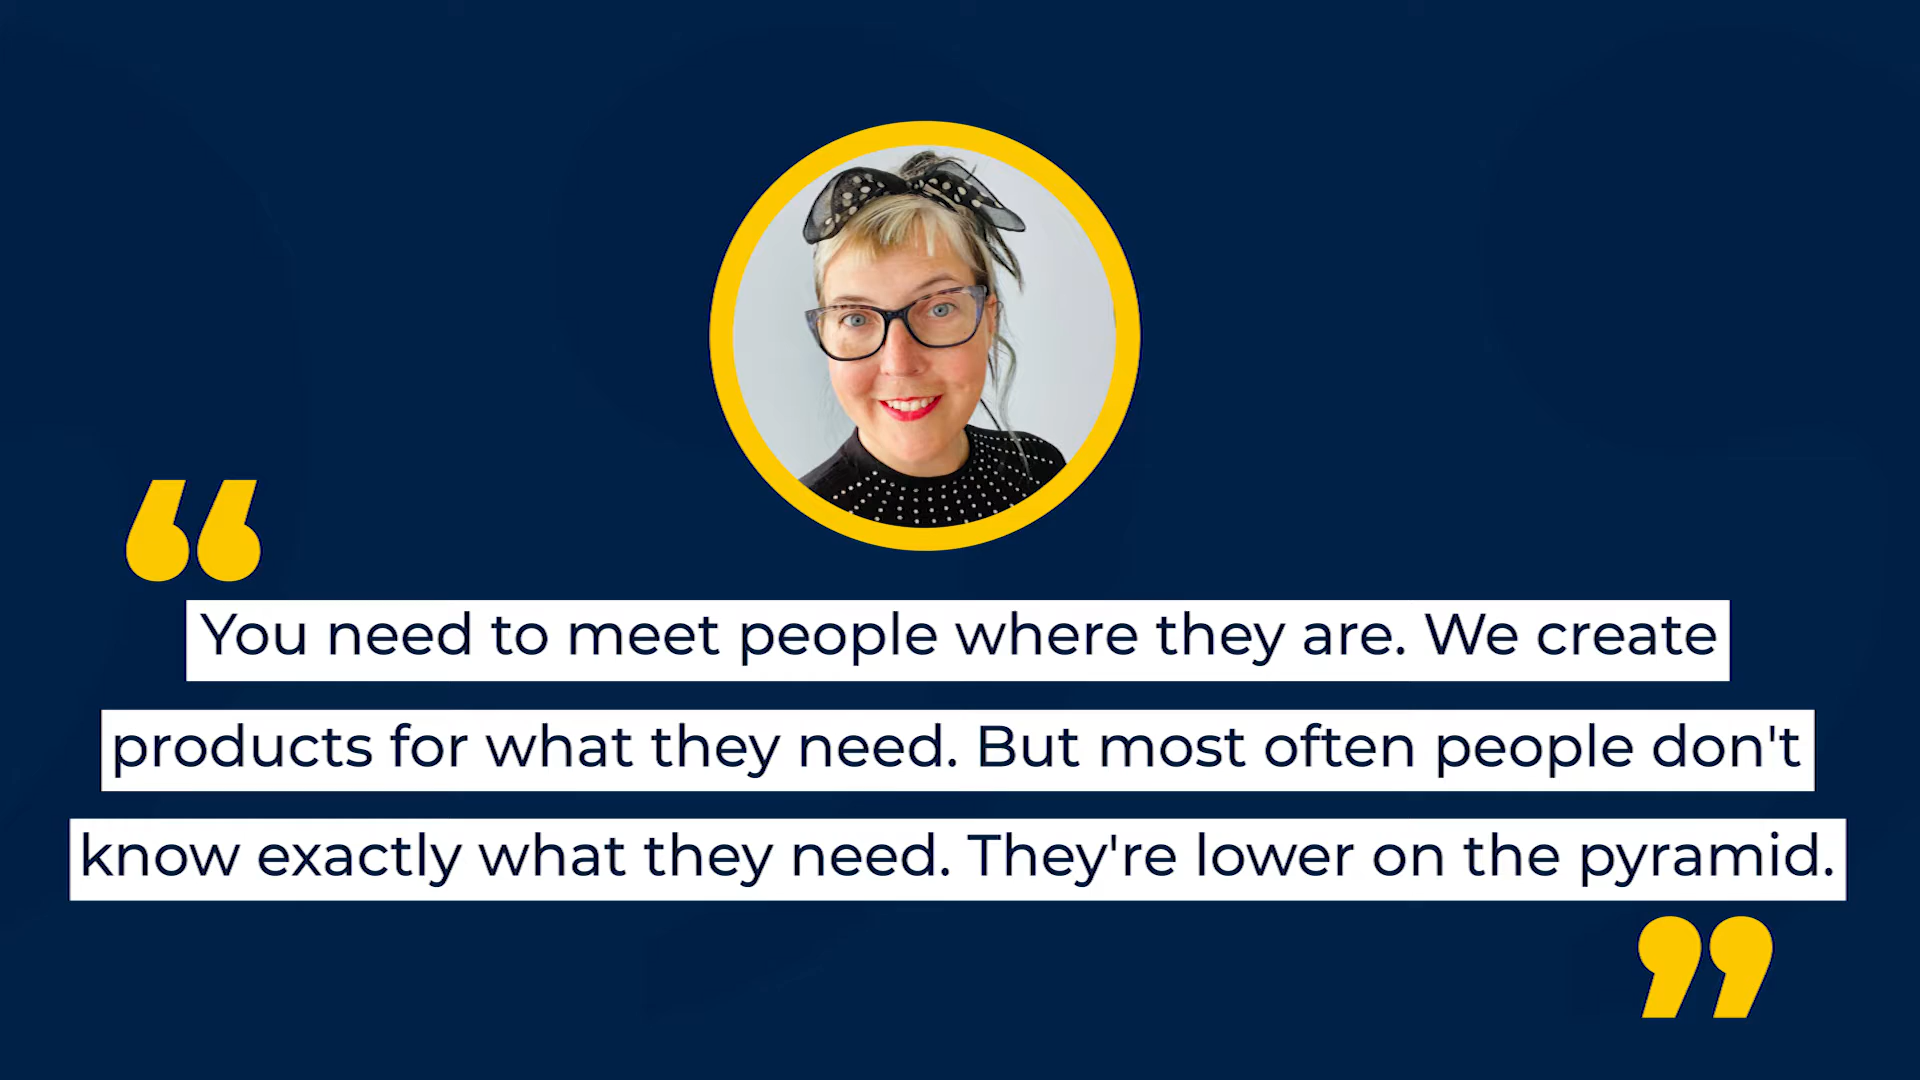 “
You need to meet people where they are. We create
products for what they need. But most often people don't
know exactly what they need. They're lower on the pyramid.
”